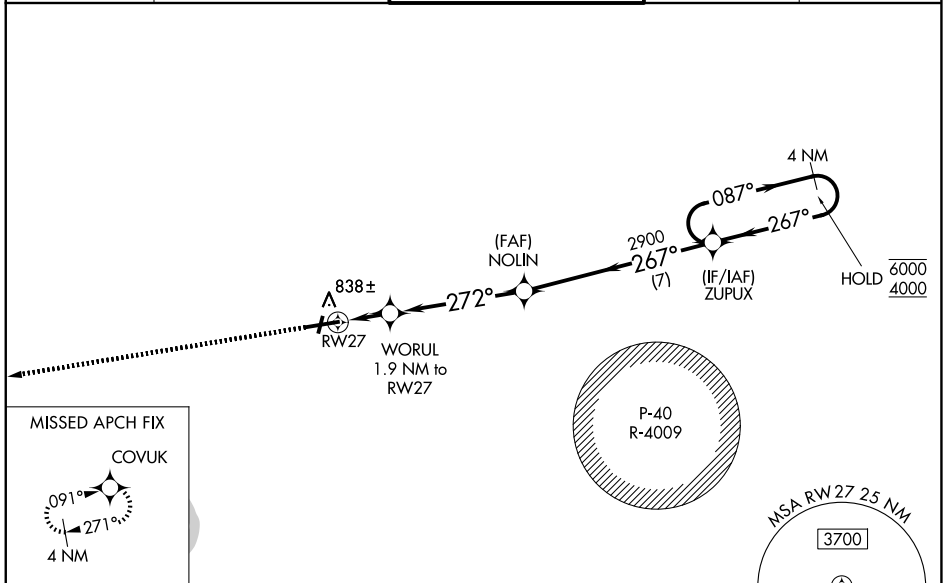 4 NM
087°
267°
HOLD
6000
4000
(FAF)
NOLIN
2900
267°
(7)
(IF/IAF)
ZUPUX
838±
272°
RW27
WORUL
1.9 NM to
RW27
P-40
R-4009
MISSED APCH FIX
COVUK
091°
271°
4 NM
MSA RW27 25 NM
3700